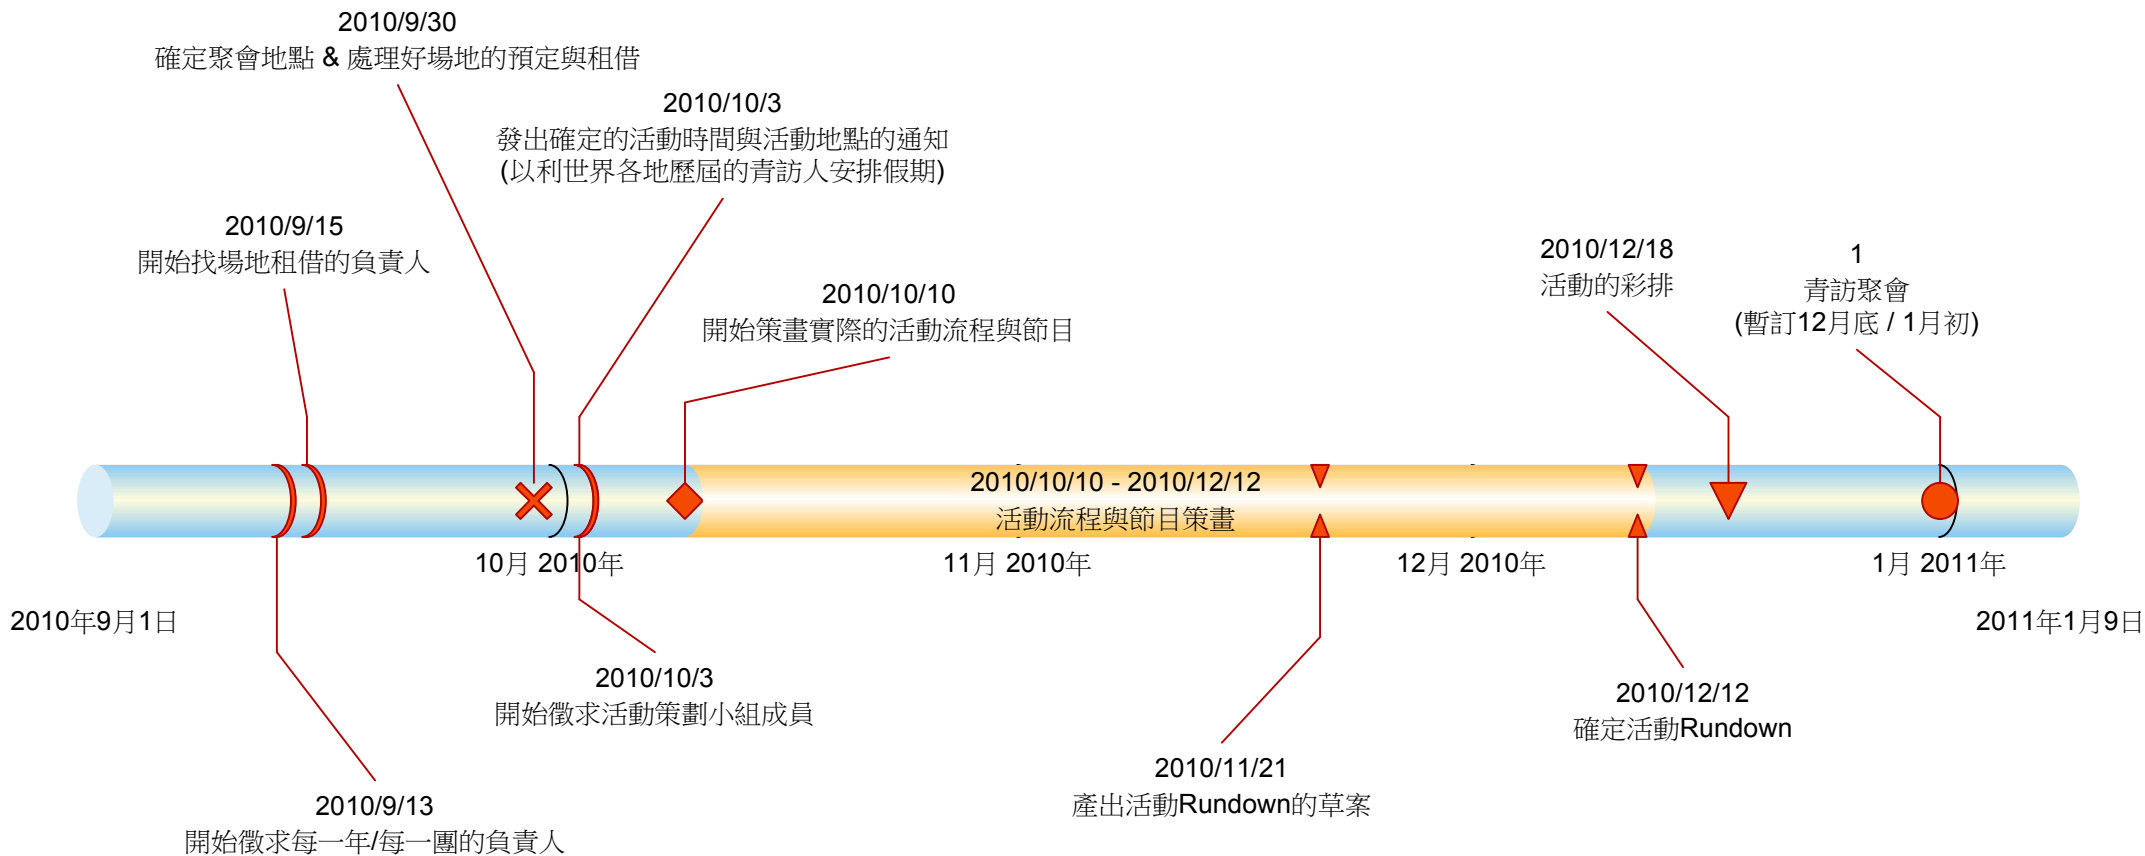 2010/9/30
確定聚會地點 & 處理好場地的預定與租借
2010/10/3
發出確定的活動時間與活動地點的通知
(以利世界各地歷屆的青訪人安排假期)
2010/9/15
開始找場地租借的負責人
2010/10/10
開始策畫實際的活動流程與節目
2010/12/18
活動的彩排
1
青訪聚會
(暫訂12月底 / 1月初)
2010/10/10 - 2010/12/12
活動流程與節目策畫
10月 2010年
11月 2010年
12月 2010年
1月 2011年
2010年9月1日
2011年1月9日
2010/10/3
開始徵求活動策劃小組成員
2010/12/12
確定活動Rundown
2010/11/21
產出活動Rundown的草案
2010/9/13
開始徵求每一年/每一團的負責人